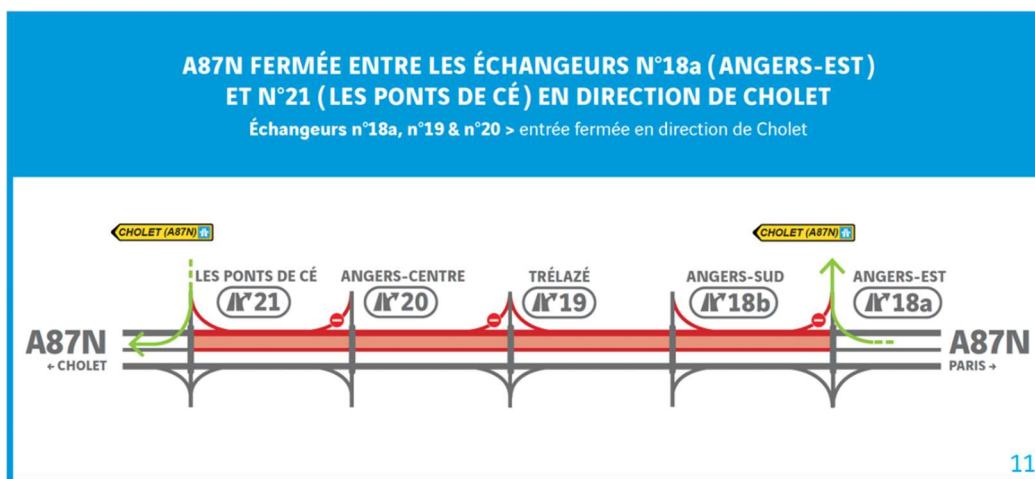 A87N FERMÉE ENTRE LES ÉCHANGEURS N°18a (ANGERS-EST)
ET N°21 (LES PONTS DE CÉ) EN DIRECTION DE CHOLET
Échangeurs n°18a, n°19 & n°20 > entrée fermée en direction de Cholet
CHOLET (A87N)
CHOLET (A87N)
LES PONTS DE CÉ
21
ANGERS-CENTRE
20
TRÉLAZÉ
19
ANGERS-SUD
18b
ANGERS-EST
18a
A87N
← CHOLET
A87N
PARIS →
11